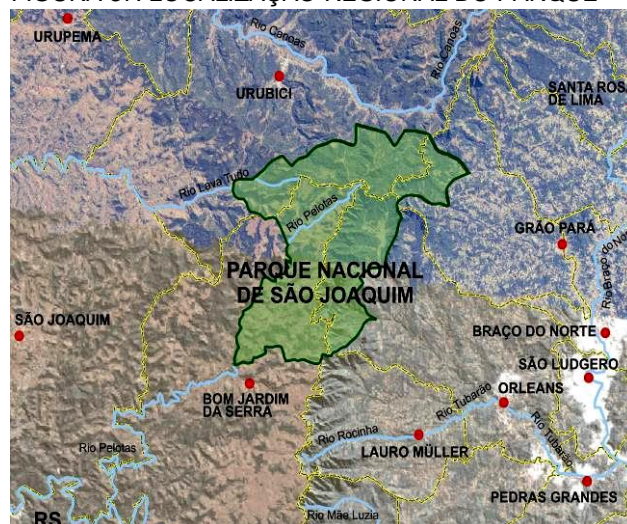 URUPEMA
Rio Canoas
Rio Canoas
URUBICI
SANTA ROSA
DE LIMA
Rio Lava Tudo
Rio Pelotas
GRÃO PARÁ
PARQUE NACIONAL
DE SÃO JOAQUIM
SÃO JOAQUIM
BRAÇO DO NORTE
SÃO LUDGERO
BOM JARDIM
DA SERRA
ORLEANS
Rio Tubarão
Rio Rocinha
Rio Tubarão
Rio Pelotas
LAURO MÜLLER
PEDRAS GRANDES
Rio Mãe Luzia
RS